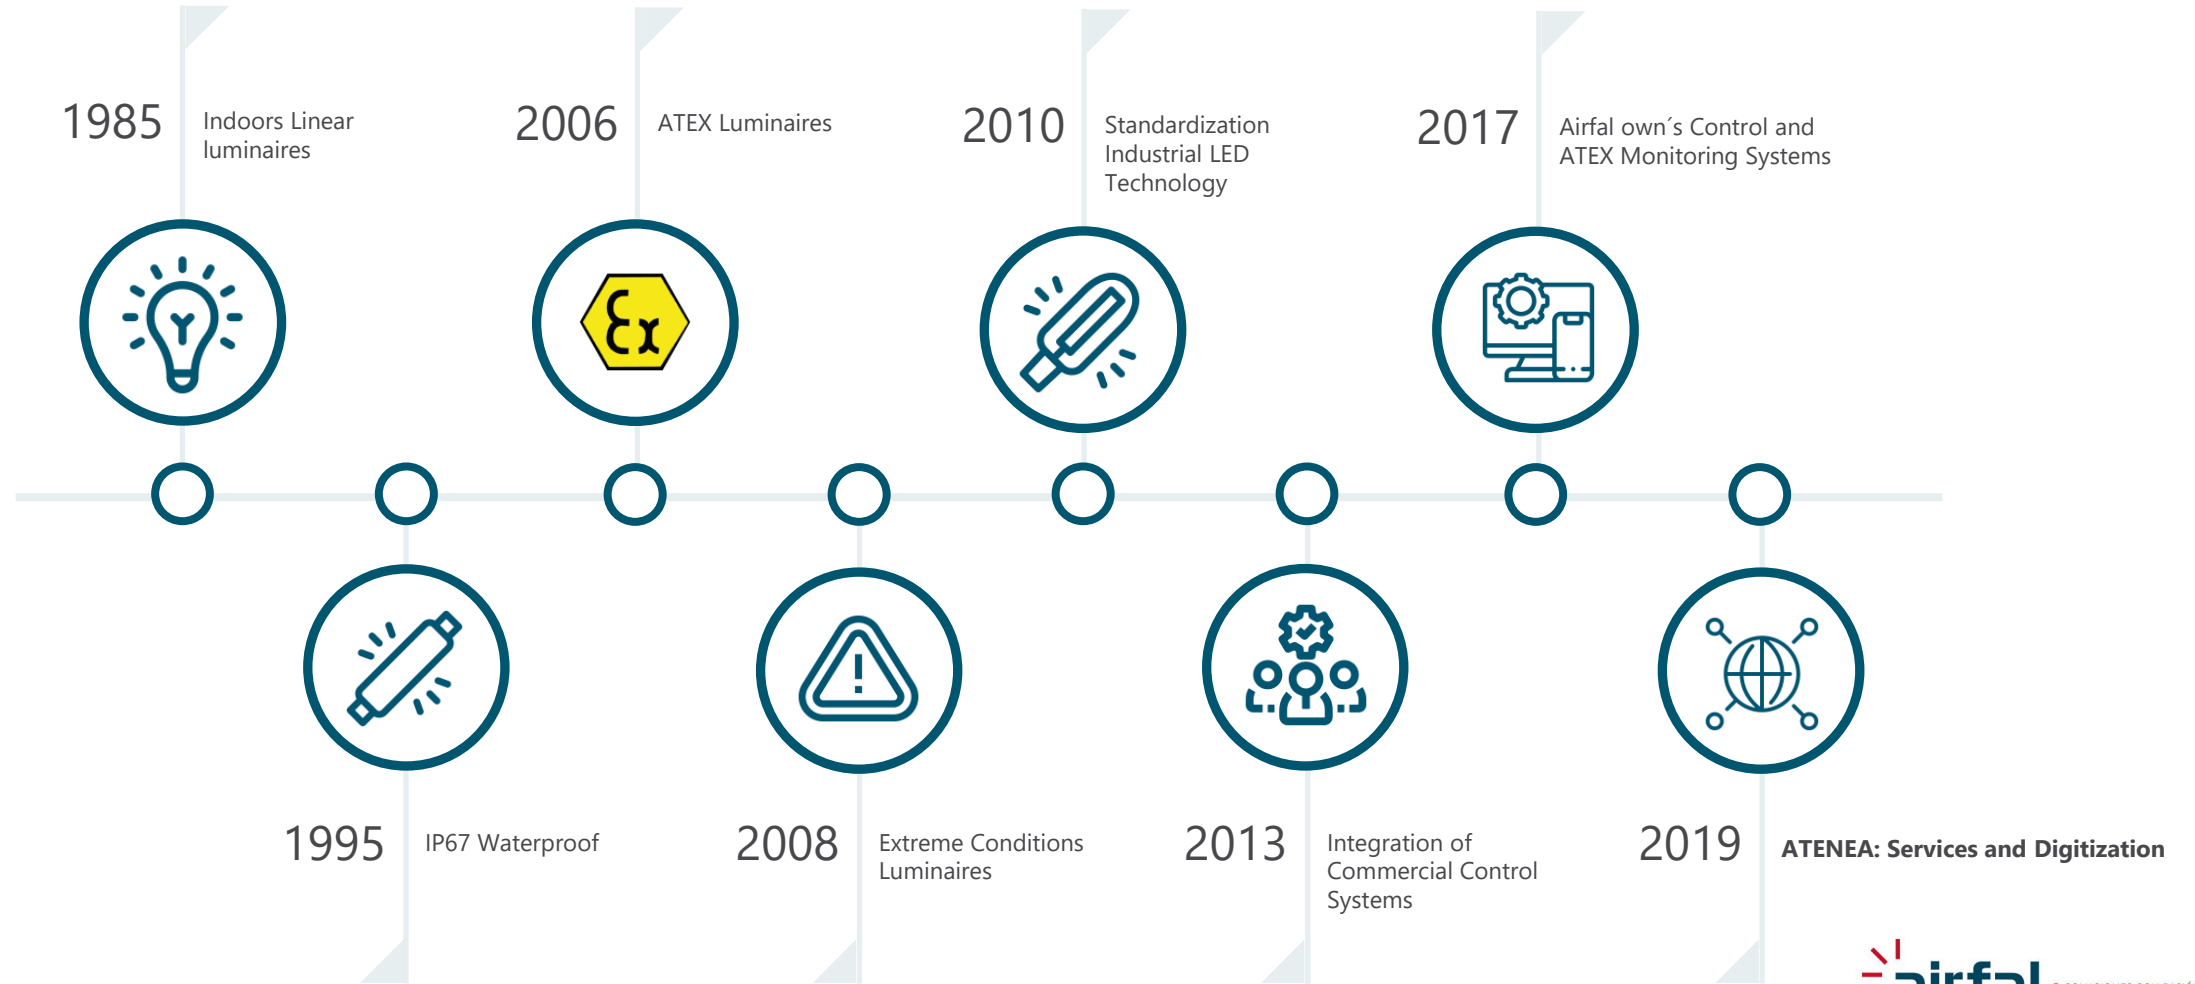 1985
Indoors Linear
luminaires
1995
IP67 Waterproof
2006
ATEX Luminaires
Ex
2008
Extreme Conditions
Luminaires
2010
Standardization
Industrial LED
Technology
2013
Integration of
Commercial Control
Systems
2017
Airfal own´s Control and
ATEX Monitoring Systems
2019
ATENEA: Services and Digitization
airfal